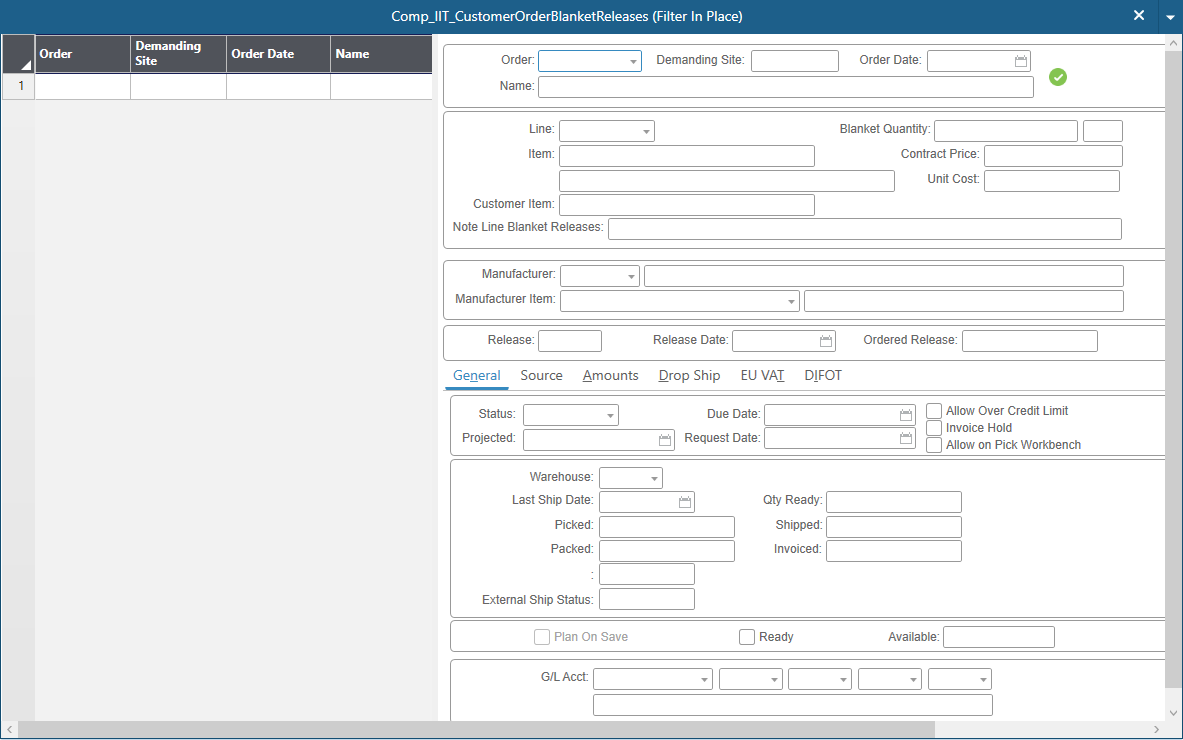 Comp_IIT_CustomerOrderBlanketReleases (Filter In Place)
Order Demanding Site Order Date Name
1
Order: Demanding Site: Order Date:
Name:
Line: Blanket Quantity:
Item: Contract Price:
Unit Cost:
Customer Item:
Note Line Blanket Releases:
Manufacturer:
Manufacturer Item:
Release: Release Date: Ordered Release:
General Source Amounts Drop Ship EU VAT DIFOT
Status: Due Date: Allow Over Credit Limit
Invoice Hold
Projected: Request Date: Allow on Pick Workbench
Warehouse:
Last Ship Date: Qty Ready:
Picked: Shipped:
Packed: Invoiced:
:
External Ship Status:
Plan On Save Ready Available:
G/L Acct: